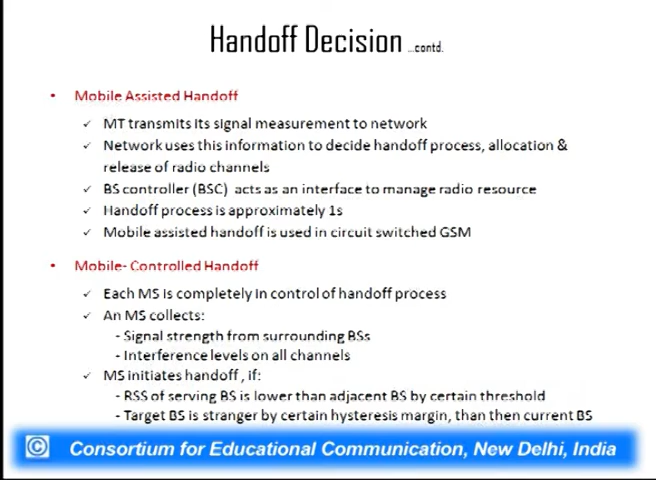 Handoff Decision ...contd.
• Mobile Assisted Handoff
✓ MT transmits its signal measurement to network
✓ Network uses this information to decide handoff process, allocation &
release of radio channels
✓ BS controller (BSC) acts as an interface to manage radio resource
✓ Handoff process is approximately 1s
✓ Mobile assisted handoff is used in circuit switched GSM
• Mobile- Controlled Handoff
✓ Each MS is completely in control of handoff process
✓ An MS collects:
- Signal strength from surrounding BSs
- Interference levels on all channels
✓ MS initiates handoff , if:
- RSS of serving BS is lower than adjacent BS by certain threshold
- Target BS is stranger by certain hysteresis margin, than then current BS
© Consortium for Educational Communication, New Delhi, India